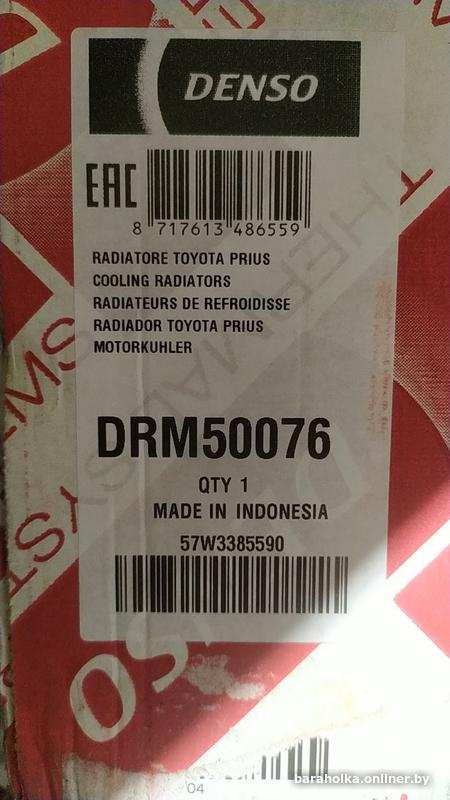 DENSO
EAC
8 717613 486559
RADIATORE TOYOTA PRIUS
COOLING RADIATORS
RADIATEURS DE REFROIDISSE
RADIADOR TOYOTA PRIUS
MOTORKUHLER
DRM50076
QTY 1
MADE IN INDONESIA
57W3385590
04
baraholka.onliner.by